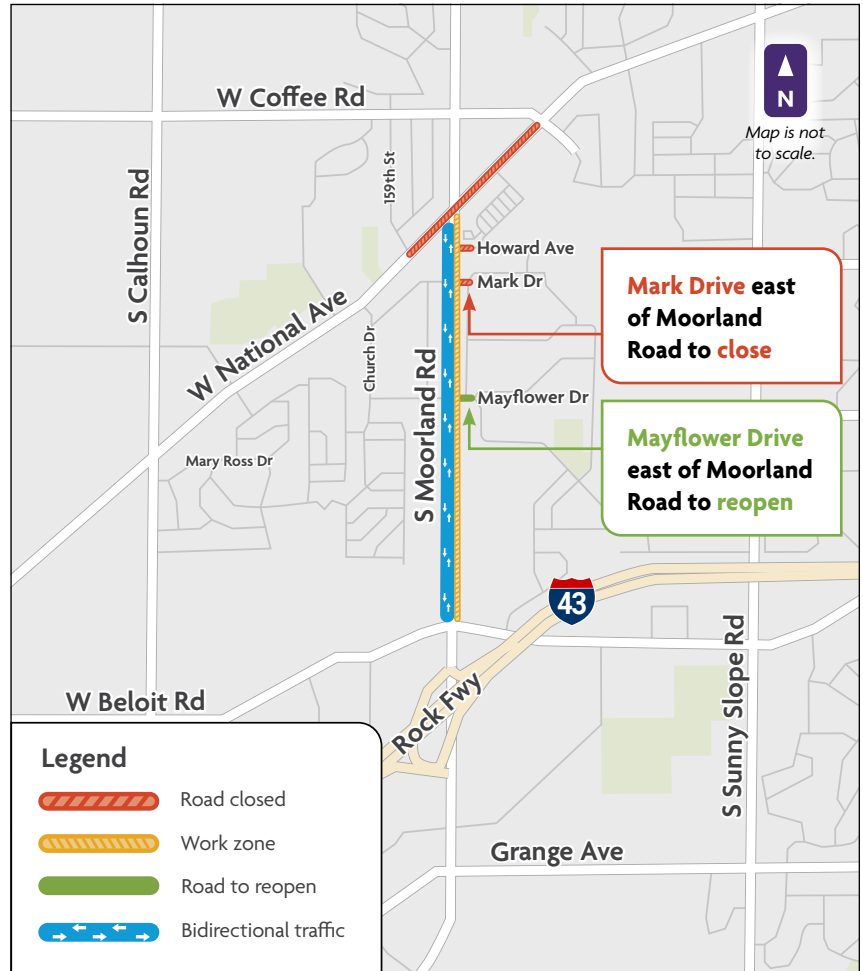 W Coffee Rd
N
Map is not
to scale.
159th St
S Calhoun Rd
Howard Ave
Mark Dr
Mark Drive east
of Moorland
Road to close
W National Ave
Church Dr
S Moorland Rd
Mayflower Dr
Mayflower Drive
east of Moorland
Road to reopen
Mary Ross Dr
43
S Sunny Slope Rd
W Beloit Rd
Rock Fwy
Grange Ave
Legend
Road closed
Work zone
Road to reopen
Bidirectional traffic